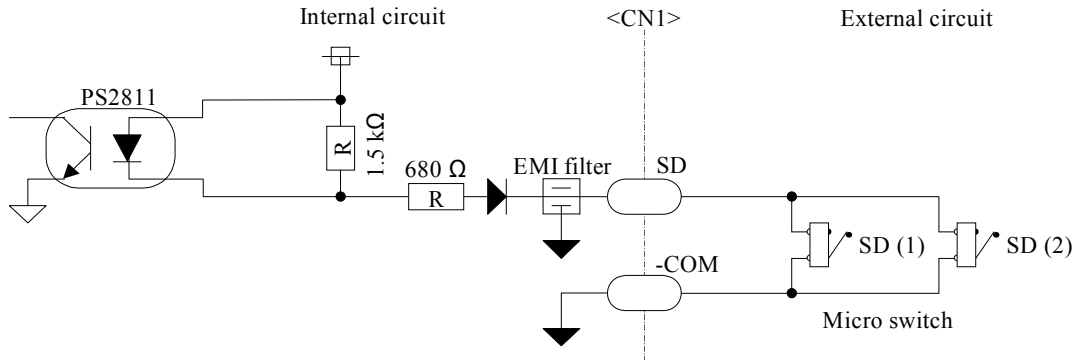 Internal circuit
<CN1>
External circuit
PS2811
R
1.5 kΩ
680 Ω
R
EMI filter
SD
SD (1)
SD (2)
-COM
Micro switch